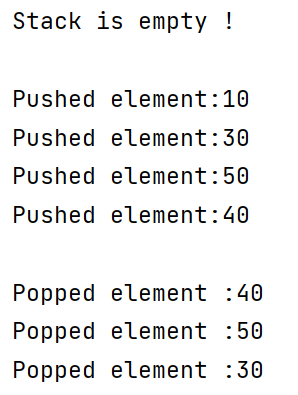 Stack is empty !
Pushed element:10
Pushed element:30
Pushed element:50
Pushed element:40
Popped element :40
Popped element :50
Popped element :30